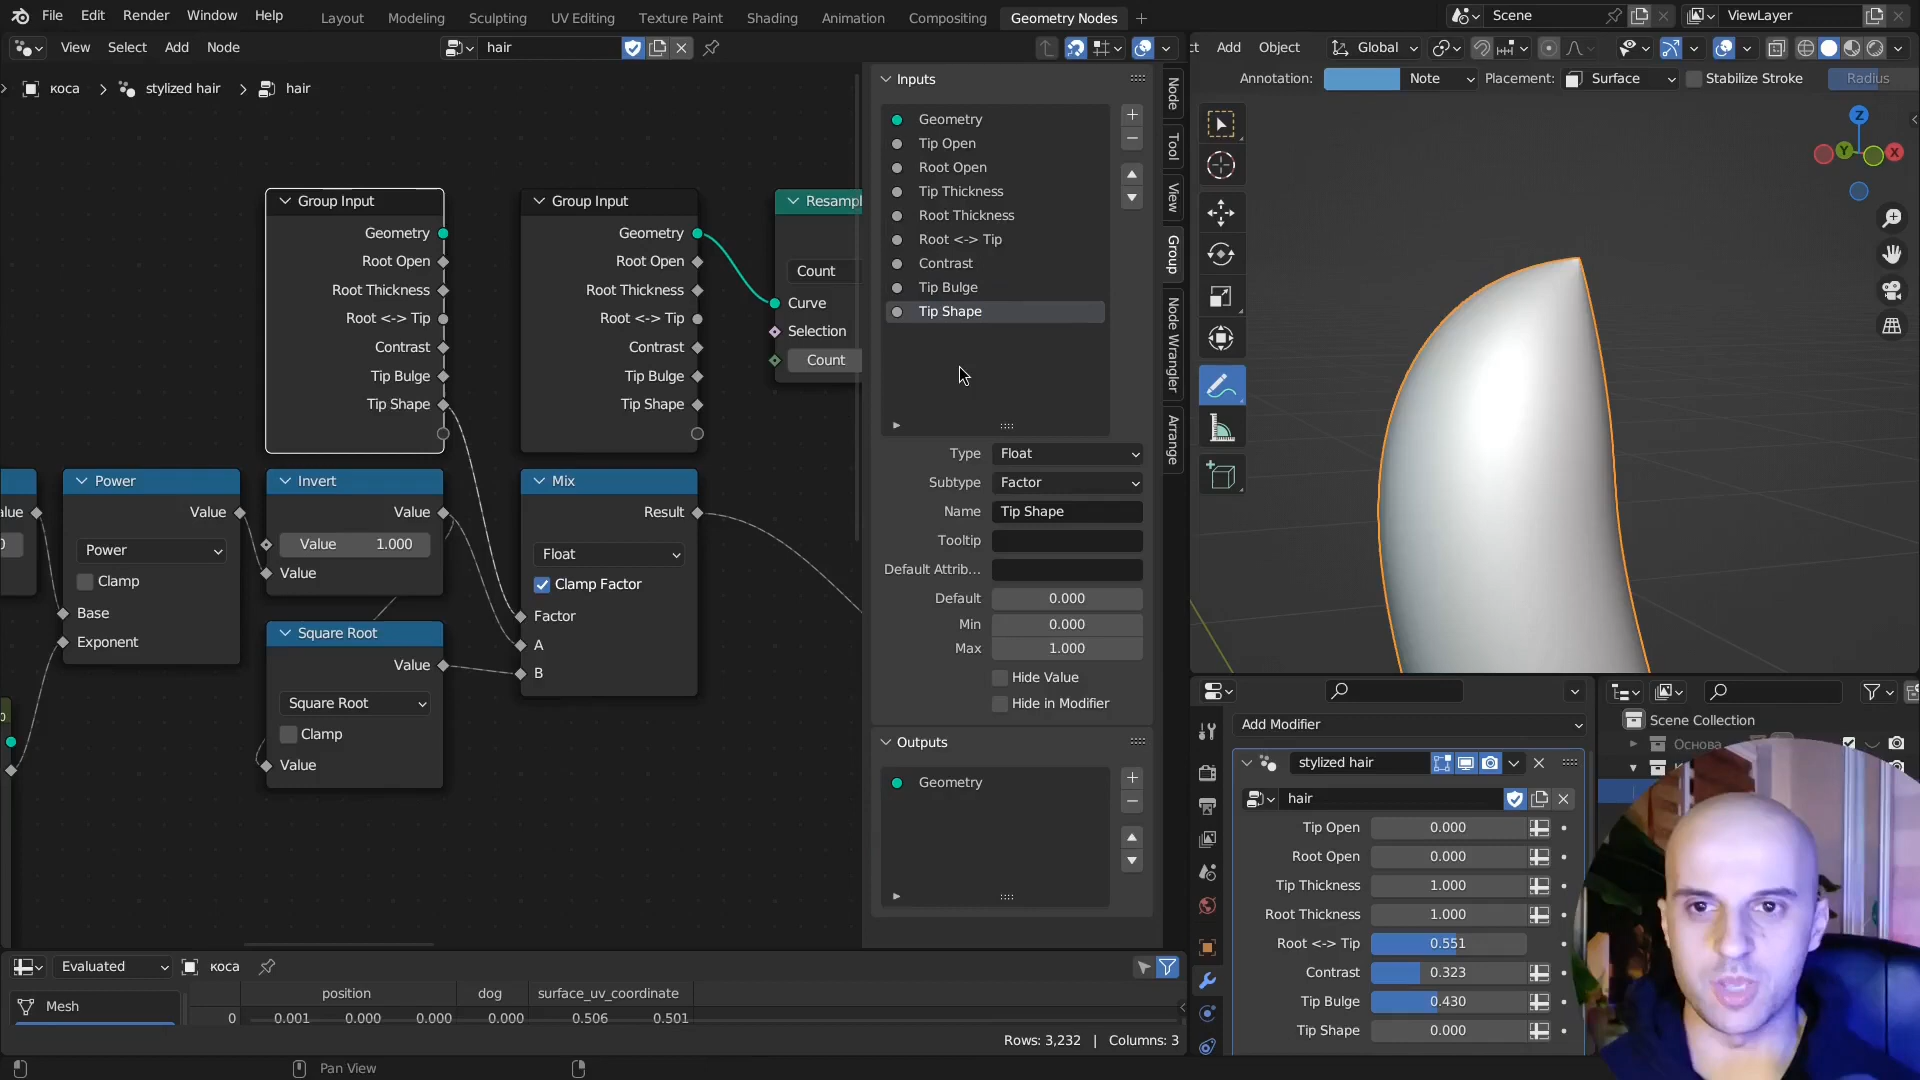 File Edit Render Window Help Layout Modeling Sculpting UV Editing Texture Paint Shading Animation Compositing Geometry Nodes Scene ViewLayer
View Select Add Node hair
Add Object Global
Annotation: Note Placement: Surface Stabilize Stroke Radius
коса stylized hair hair
Group Input
Geometry
Root Open
Root Thickness
Root <-> Tip
Contrast
Tip Bulge
Tip Shape
Group Input
Geometry
Root Open
Root Thickness
Root <-> Tip
Contrast
Tip Bulge
Tip Shape
Count
Curve
Selection
Count
Power
Value
Power
Clamp
Base
Exponent
Invert
Value
Value 1.000
Value
Square Root
Value
Square Root
Clamp
Value
Mix
Result
Float
Clamp Factor
Factor
A
B
Inputs
Geometry
Tip Open
Root Open
Tip Thickness
Root Thickness
Root <-> Tip
Contrast
Tip Bulge
Tip Shape
Type Float
Subtype Factor
Name Tip Shape
Tooltip
Default Attrib...
Default 0.000
Min 0.000
Max 1.000
Hide Value
Hide in Modifier
Outputs
Geometry
Node
Tool
View
Group
Node Wrangler
Arrange
Z
Y
X
Add Modifier
stylized hair
hair
Tip Open 0.000
Root Open 0.000
Tip Thickness 1.000
Root Thickness 1.000
Root <-> Tip 0.551
Contrast 0.323
Tip Bulge 0.430
Tip Shape 0.000
Scene Collection
Основа
Evaluated коса
Mesh
position dog surface_uv_coordinate
0 0.001 0.000 0.000 0.000 0.506 0.501
Rows: 3,232 | Columns: 3
Pan View